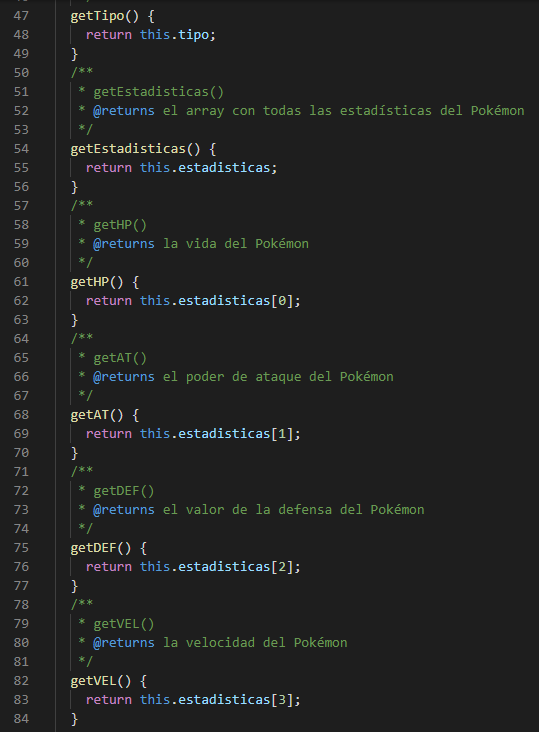 47 getTipo() {
48 return this.tipo;
49 }
50 /**
51 * getEstadisticas()
52 * @returns el array con todas las estadísticas del Pokémon
53 */
54 getEstadisticas() {
55 return this.estadisticas;
56 }
57 /**
58 * getHP()
59 * @returns la vida del Pokémon
60 */
61 getHP() {
62 return this.estadisticas[0];
63 }
64 /**
65 * getAT()
66 * @returns el poder de ataque del Pokémon
67 */
68 getAT() {
69 return this.estadisticas[1];
70 }
71 /**
72 * getDEF()
73 * @returns el valor de la defensa del Pokémon
74 */
75 getDEF() {
76 return this.estadisticas[2];
77 }
78 /**
79 * getVEL()
80 * @returns la velocidad del Pokémon
81 */
82 getVEL() {
83 return this.estadisticas[3];
84 }